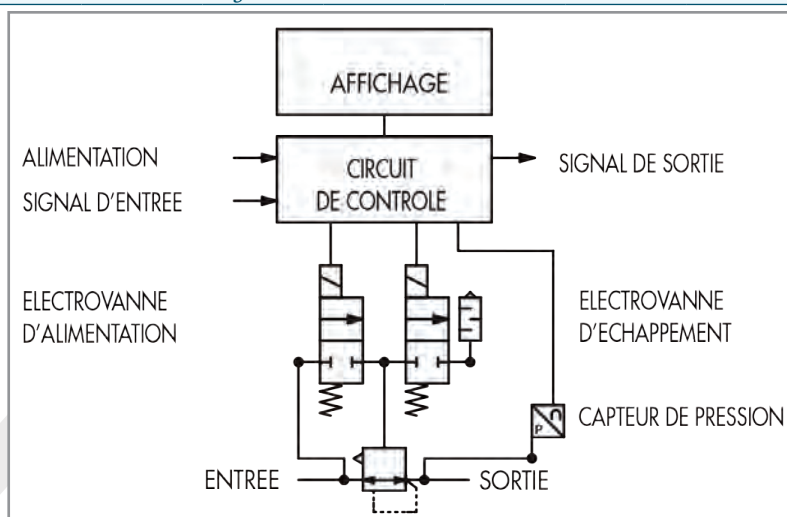 AFFICHAGE
ALIMENTATION
CIRCUIT
DE CONTROLE
SIGNAL DE SORTIE
SIGNAL D'ENTREE
ELECTROVANNE
D'ALIMENTATION
ELECTROVANNE
D'ECHAPPEMENT
P
CAPTEUR DE PRESSION
ENTREE
SORTIE